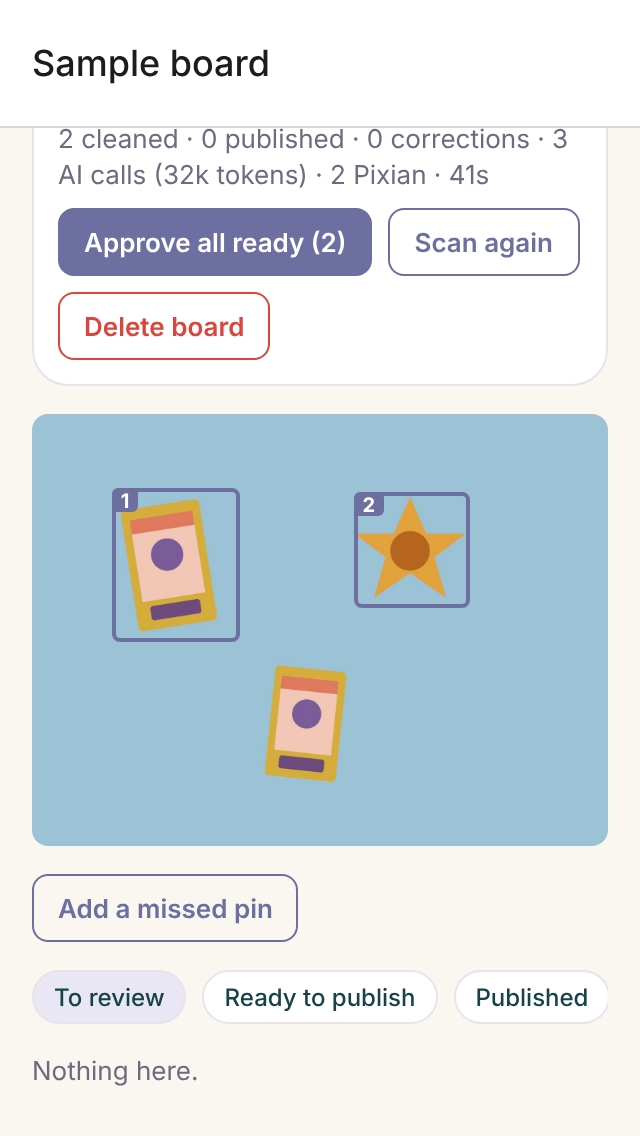 Sample board
2 cleaned · 0 published · 0 corrections · 3
AI calls (32k tokens) · 2 Pixian · 41s
Approve all ready (2)
Scan again
Delete board
1
2
Add a missed pin
To review
Ready to publish
Published
Nothing here.